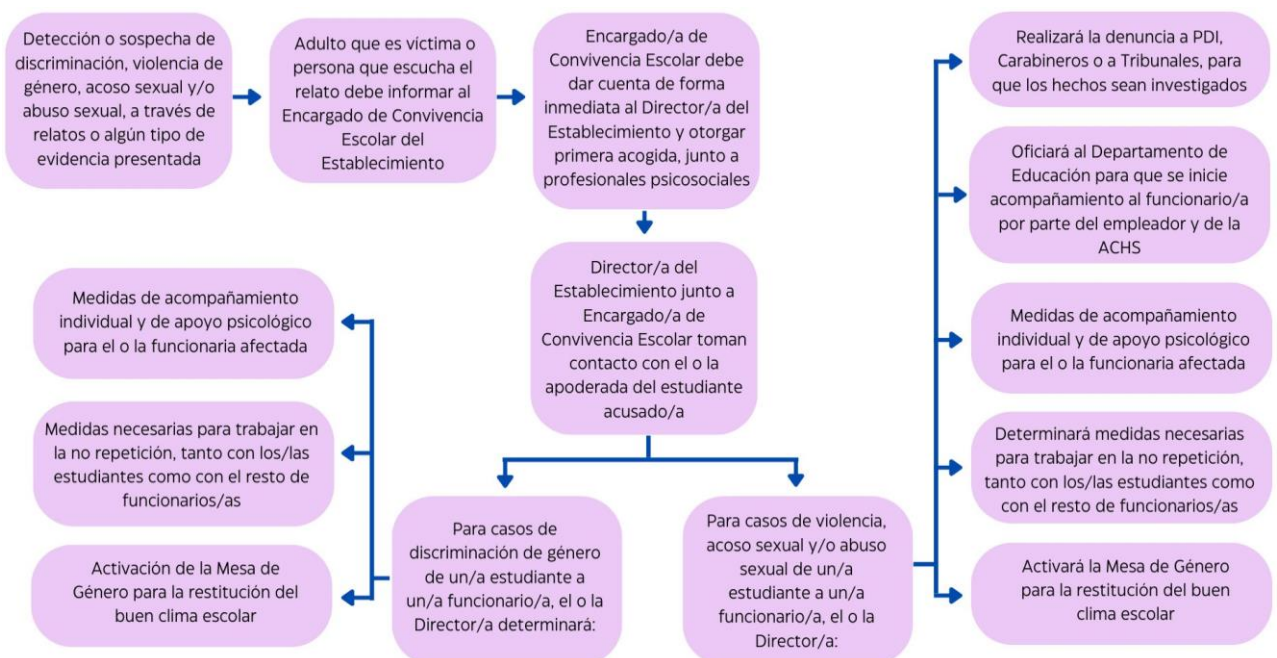 Detección o sospecha de
discriminación, violencia de
género, acoso sexual y/o
abuso sexual, a través de
relatos o algún tipo de
evidencia presentada
Adulto que es víctima o
persona que escucha el
relato debe informar al
Encargado de Convivencia
Escolar del
Establecimiento
Encargado/a de
Convivencia Escolar debe
dar cuenta de forma
inmediata al Director/a del
Establecimiento y otorgar
primera acogida, junto a
profesionales psicosociales
Director/a del
Establecimiento junto a
Encargado/a de
Convivencia Escolar toman
contacto con el o la
apoderada del estudiante
acusado/a
Para casos de
discriminación de género
de un/a estudiante a
un/a funcionario/a, el o la
Director/a determinará:
Medidas de acompañamiento
individual y de apoyo psicológico
para el o la funcionaria afectada
Medidas necesarias para trabajar en
la no repetición, tanto con los/las
estudiantes como con el resto de
funcionarios/as
Activación de la Mesa de
Género para la restitución del
buen clima escolar
Para casos de violencia,
acoso sexual y/o abuso
sexual de un/a
estudiante a un/a
funcionario/a, el o la
Director/a:
Realizará la denuncia a PDI,
Carabineros o a Tribunales, para
que los hechos sean investigados
Oficiará al Departamento de
Educación para que se inicie
acompañamiento al funcionario/a
por parte del empleador y de la
ACHS
Medidas de acompañamiento
individual y de apoyo psicológico
para el o la funcionaria afectada
Determinará medidas necesarias
para trabajar en la no repetición,
tanto con los/las estudiantes como
con el resto de funcionarios/as
Activará la Mesa de Género
para la restitución del buen
clima escolar